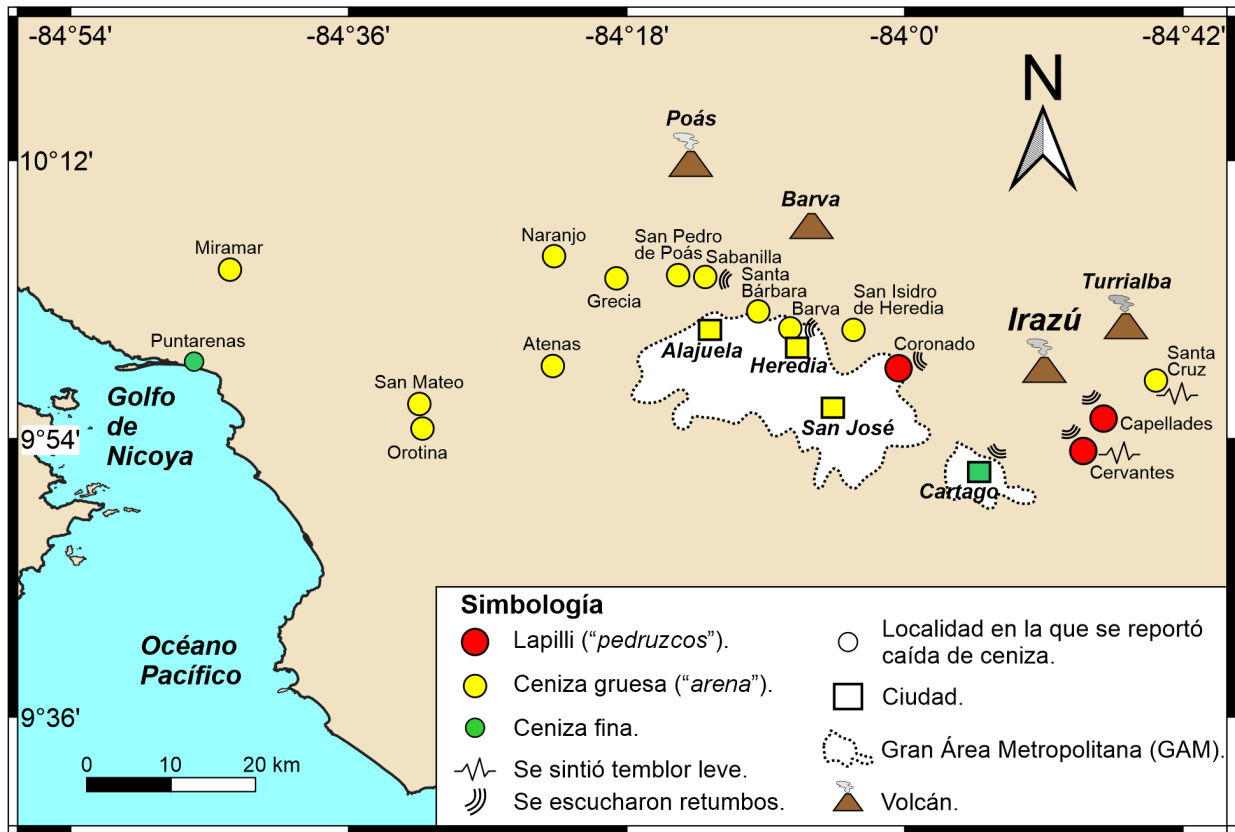 -84°54'
-84°36'
-84°18'
-84°0'
-84°42'
N
Poás
10°12'
Barva
Miramar
Naranjo
San Pedro
de Poás
Sabanilla
Grecia
Santa
Bárbara
Barva
San Isidro
de Heredia
Turrialba
Irazú
Puntarenas
Atenas
Alajuela
Heredia
Coronado
Santa
Cruz
San Mateo
Golfo
de
Nicoya
9°54'
Orotina
San José
Capellades
Cervantes
Cartago
Océano
Pacífico
9°36'
0 10 20 km
Simbología
Lapilli (“pedruzcos”).
Ceniza gruesa (“arena”).
Ceniza fina.
Se sintió temblor leve.
Se escucharon retumbos.
Localidad en la que se reportó
caída de ceniza.
Ciudad.
Gran Área Metropolitana (GAM).
Volcán.